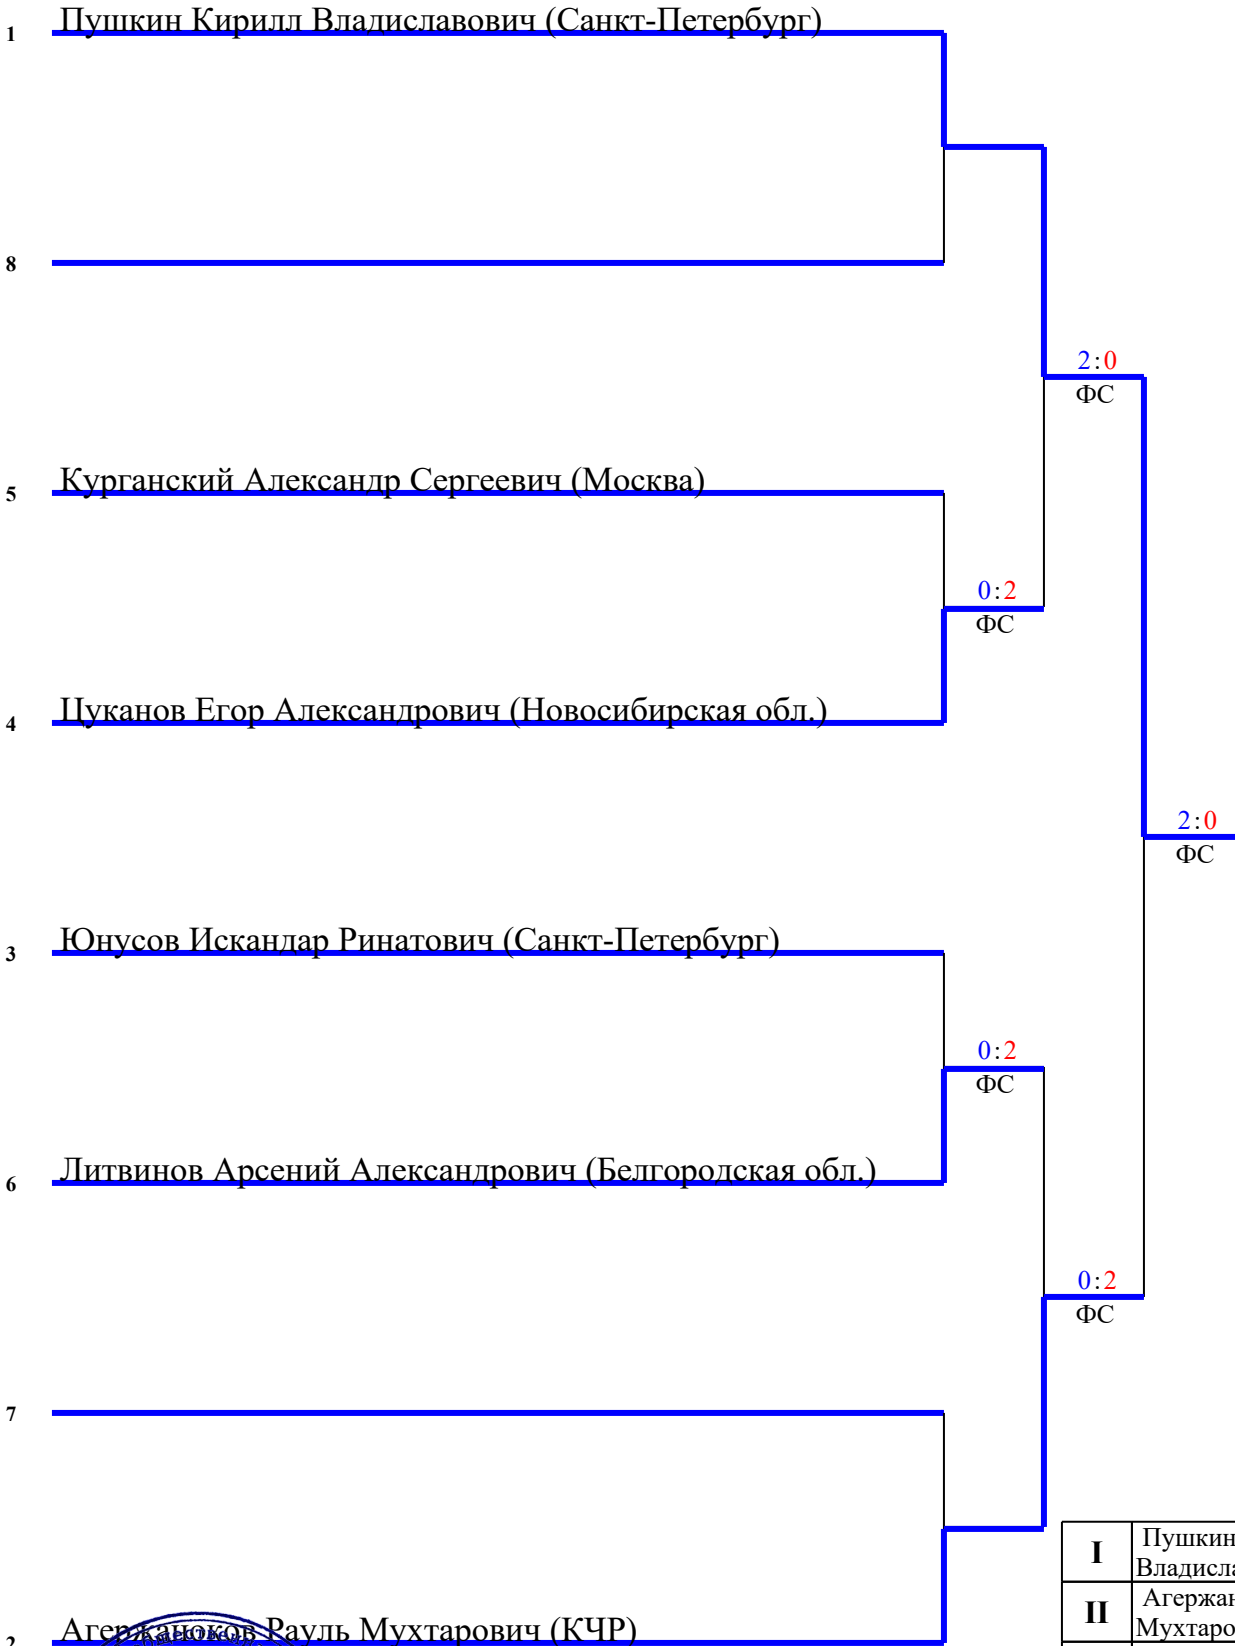 1 Пушкин Кирилл Владиславович (Санкт-Петербург)
8
2:0
ФС
5 Курганский Александр Сергеевич (Москва)
0:2
ФС
4 Цуканов Егор Александрович (Новосибирская обл.)
2:0
ФС
3 Юнусов Искандар Ринатович (Санкт-Петербург)
0:2
ФС
6 Литвинов Арсений Александрович (Белгородская обл.)
0:2
ФС
7
I Пушкин
Владисла
II Агержан
Мухтаро
2 Агержаноков Рауль Мухтарович (КЧР)